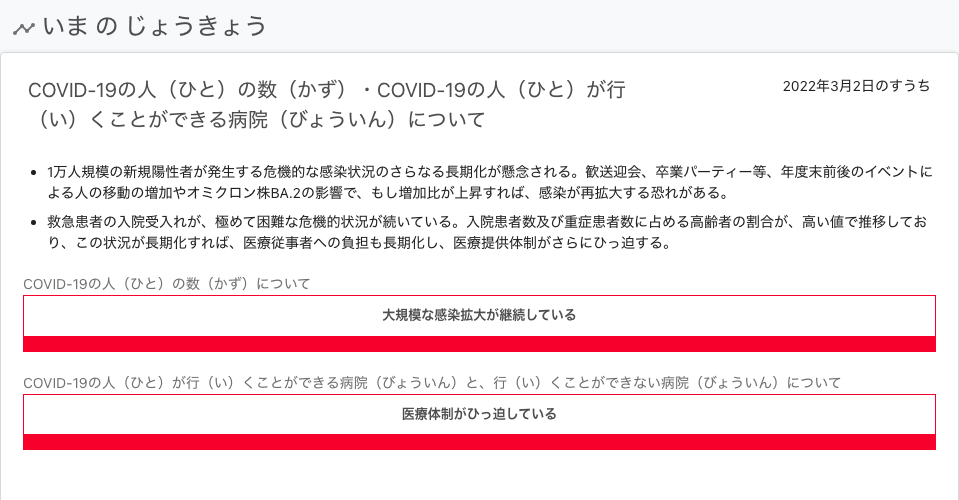 いま の じょうきょう
COVID-19の人（ひと）の数（かず）・COVID-19の人（ひと）が行
（い）くことができる病院（びょういん）について
2022年3月2日のすうち
• 1万人規模の新規陽性者が発生する危機的な感染状況のさらなる長期化が懸念される。歓送迎会、卒業パーティー等、年度末前後のイベントに
よる人の移動の増加やオミクロン株BA.2の影響で、もし増加比が上昇すれば、感染が再拡大する恐れがある。
• 救急患者の入院受入れが、極めて困難な危機的状況が続いている。入院患者数及び重症患者数に占める高齢者の割合が、高い値で推移してお
り、この状況が長期化すれば、医療従事者への負担も長期化し、医療提供体制がさらにひっ迫する。
COVID-19の人（ひと）の数（かず）について
大規模な感染拡大が継続している
COVID-19の人（ひと）が行（い）くことができる病院（びょういん）と、行（い）くことができない病院（びょういん）について
医療体制がひっ迫している